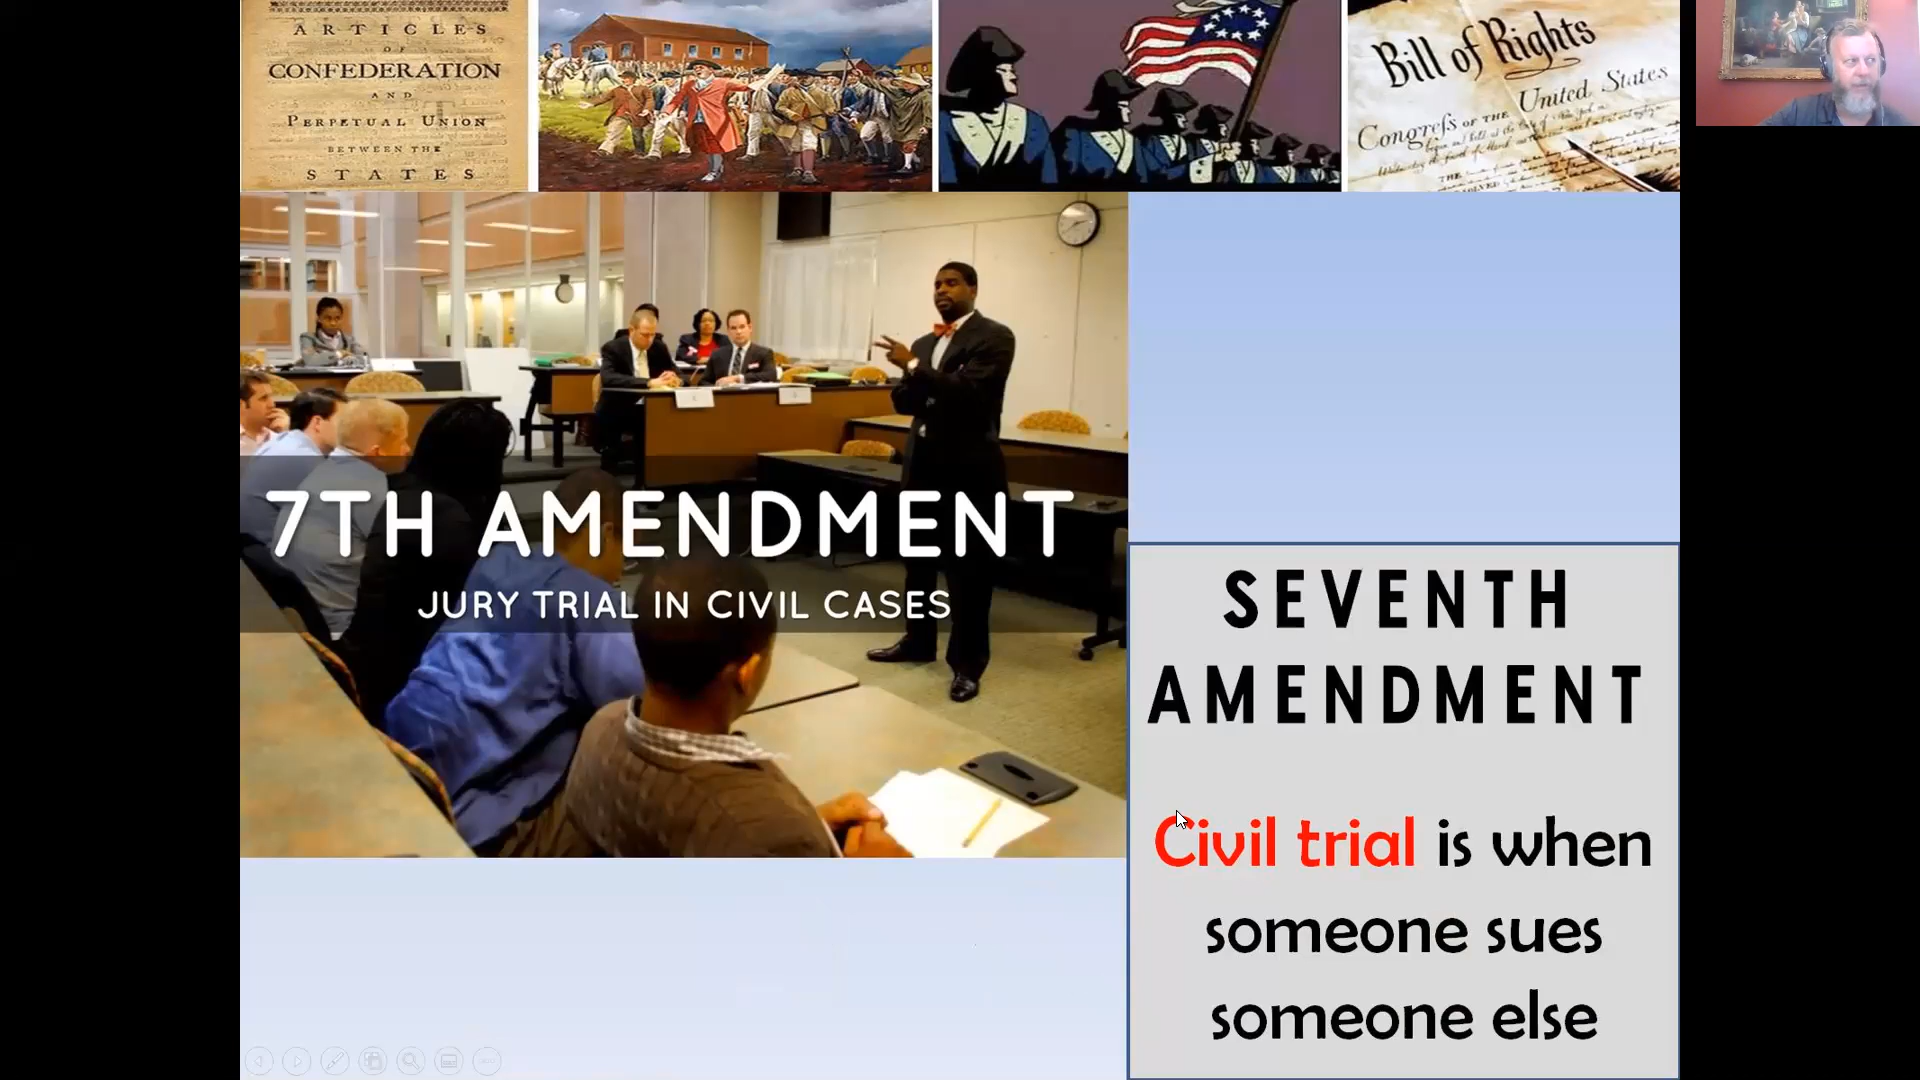 ARTICLES
OF
CONFEDERATION
AND
PERPETUAL UNION
BETWEEN THE
STATES
Bill of Rights
Congreſs OF THE United States
THE
7TH AMENDMENT
JURY TRIAL IN CIVIL CASES
SEVENTH
AMENDMENT
Civil trial is when
someone sues
someone else